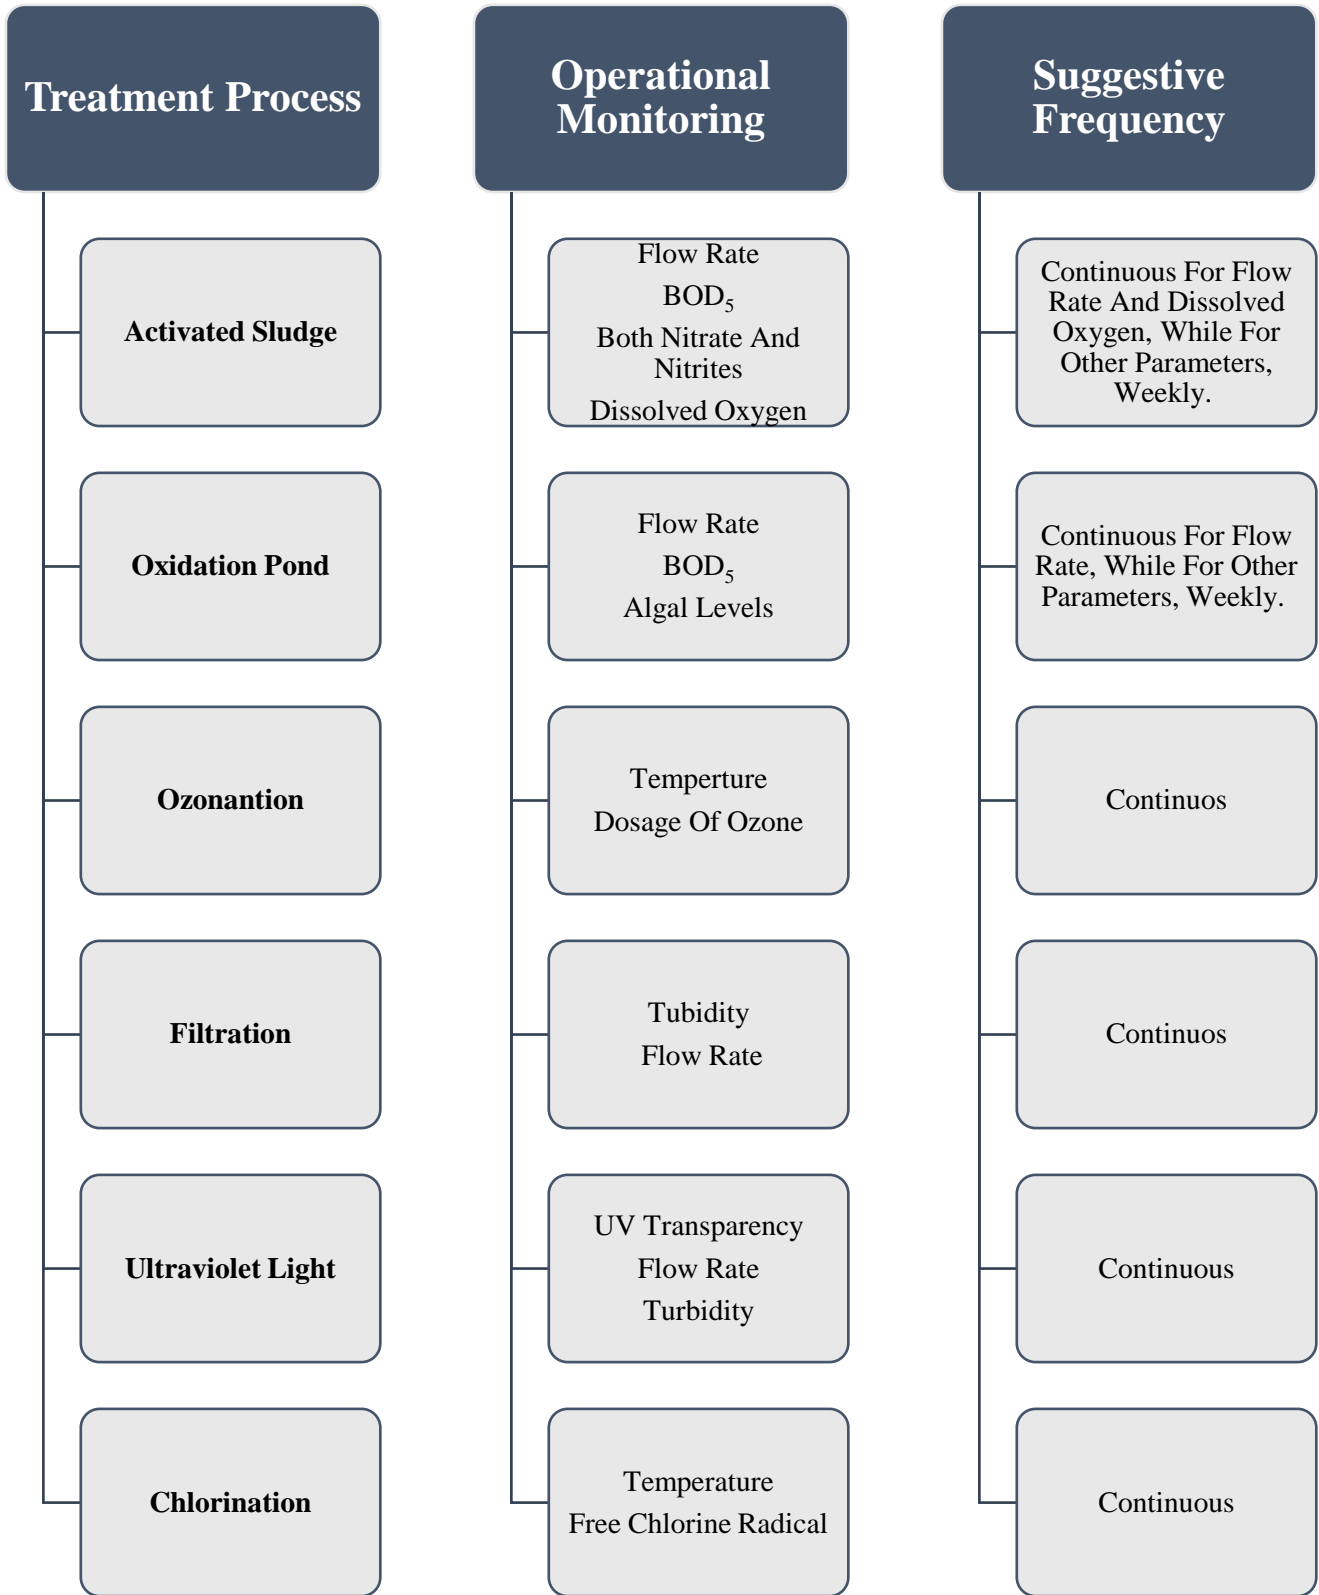 Treatment Process
Activated Sludge
Oxidation Pond
Ozonantion
Filtration
Ultraviolet Light
Chlorination
Operational
Monitoring
Flow Rate
BOD₅
Both Nitrate And
Nitrites
Dissolved Oxygen
Flow Rate
BOD₅
Algal Levels
Temperture
Dosage Of Ozone
Tubidity
Flow Rate
UV Transparency
Flow Rate
Turbidity
Temperature
Free Chlorine Radical
Suggestive
Frequency
Continuous For Flow
Rate And Dissolved
Oxygen, While For
Other Parameters,
Weekly.
Continuous For Flow
Rate, While For Other
Parameters, Weekly.
Continuos
Continuos
Continuous
Continuous